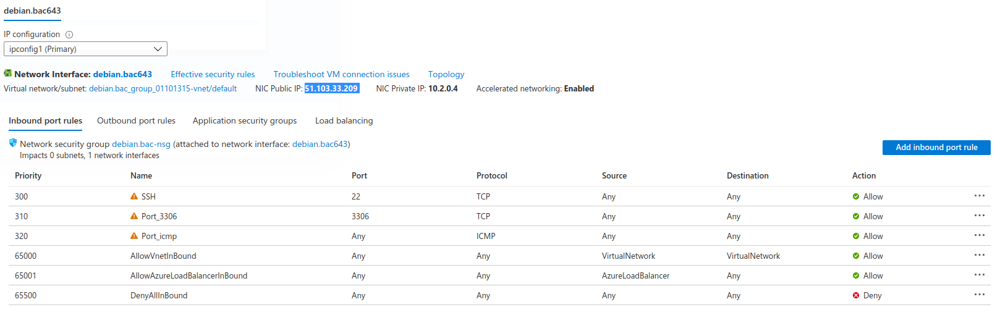 debian.bac643
IP configuration
ipconfig1 (Primary)
Network Interface: debian.bac643 Effective security rules Troubleshoot VM connection issues Topology
Virtual network/subnet: debian.bac_group_01101315-vnet/default NIC Public IP: 51.103.33.209 NIC Private IP: 10.2.0.4 Accelerated networking: Enabled
Inbound port rules Outbound port rules Application security groups Load balancing
Network security group debian.bac-nsg (attached to network interface: debian.bac643)
Impacts 0 subnets, 1 network interfaces
Add inbound port rule
Priority Name Port Protocol Source Destination Action
300 SSH 22 TCP Any Any Allow
310 Port_3306 3306 TCP Any Any Allow
320 Port_icmp Any ICMP Any Any Allow
65000 AllowVnetInBound Any Any VirtualNetwork VirtualNetwork Allow
65001 AllowAzureLoadBalancerInBound Any Any AzureLoadBalancer Any Allow
65500 DenyAllInBound Any Any Any Any Deny